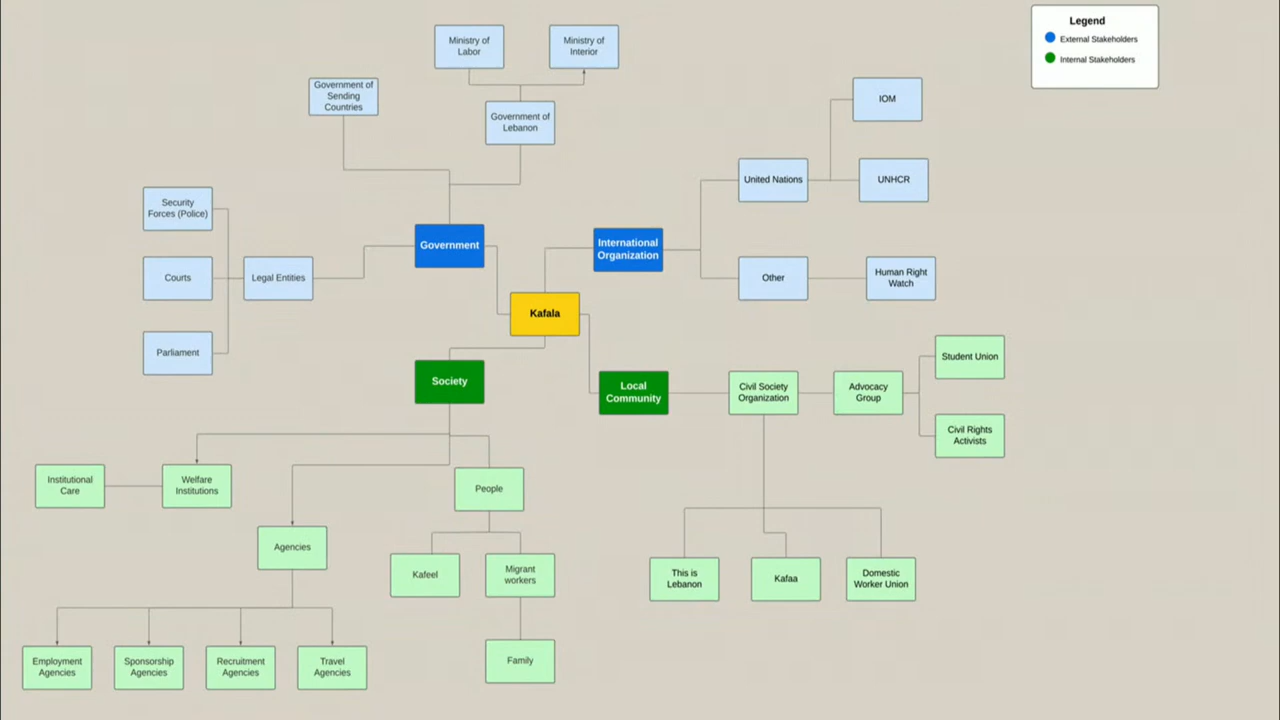 Legend
External Stakeholders
Internal Stakeholders
Ministry of
Labor
Ministry of
Interior
Government of
Sending
Countries
Government of
Lebanon
IOM
United Nations
UNHCR
Security
Forces (Police)
Government
International
Organization
Courts
Legal Entities
Other
Human Right
Watch
Kafala
Parliament
Student Union
Society
Local
Community
Civil Society
Organization
Advocacy
Group
Civil Rights
Activists
Institutional
Care
Welfare
Institutions
People
Agencies
Kafeel
Migrant
workers
This is
Lebanon
Kafaa
Domestic
Worker Union
Employment
Agencies
Sponsorship
Agencies
Recruitment
Agencies
Travel
Agencies
Family